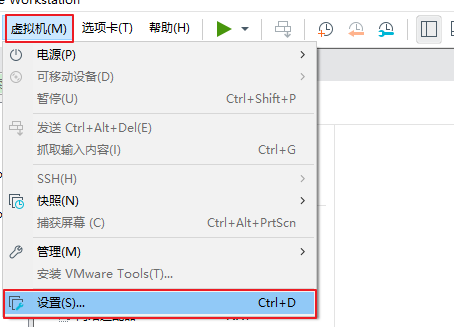 Workstation
虚拟机(M) 选项卡(T) 帮助(H)
电源(P)
可移动设备(D)
暂停(U) Ctrl+Shift+P
发送 Ctrl+Alt+Del(E)
抓取输入内容(I) Ctrl+G
SSH(H)
快照(N)
捕获屏幕 (C) Ctrl+Alt+PrtScn
管理(M)
安装 VMware Tools(T)...
设置(S)... Ctrl+D